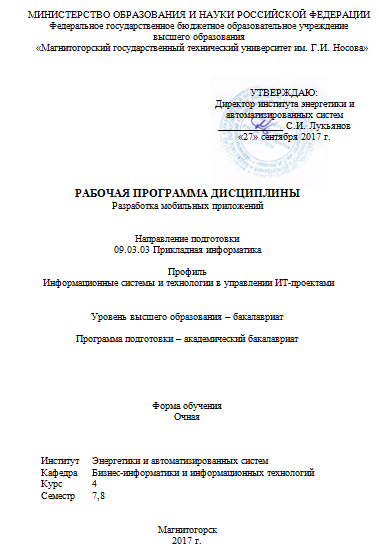 МИНИСТЕРСТВО ОБРАЗОВАНИЯ И НАУКИ РОССИЙСКОЙ ФЕДЕРАЦИИ
Федеральное государственное бюджетное образовательное учреждение
высшего образования
«Магнитогорский государственный технический университет им. Г.И. Носова»
УТВЕРЖДАЮ:
Директор института энергетики и
автоматизированных систем
С.И. Лукьянов
«27» сентября 2017 г.
РАБОЧАЯ ПРОГРАММА ДИСЦИПЛИНЫ
Разработка мобильных приложений
Направление подготовки
09.03.03 Прикладная информатика
Профиль
Информационные системы и технологии в управлении ИТ-проектами
Уровень высшего образования – бакалавриат
Программа подготовки – академический бакалавриат
Форма обучения
Очная
Институт Энергетики и автоматизированных систем
Кафедра Бизнес-информатики и информационных технологий
Курс 4
Семестр 7,8
Магнитогорск
2017 г.